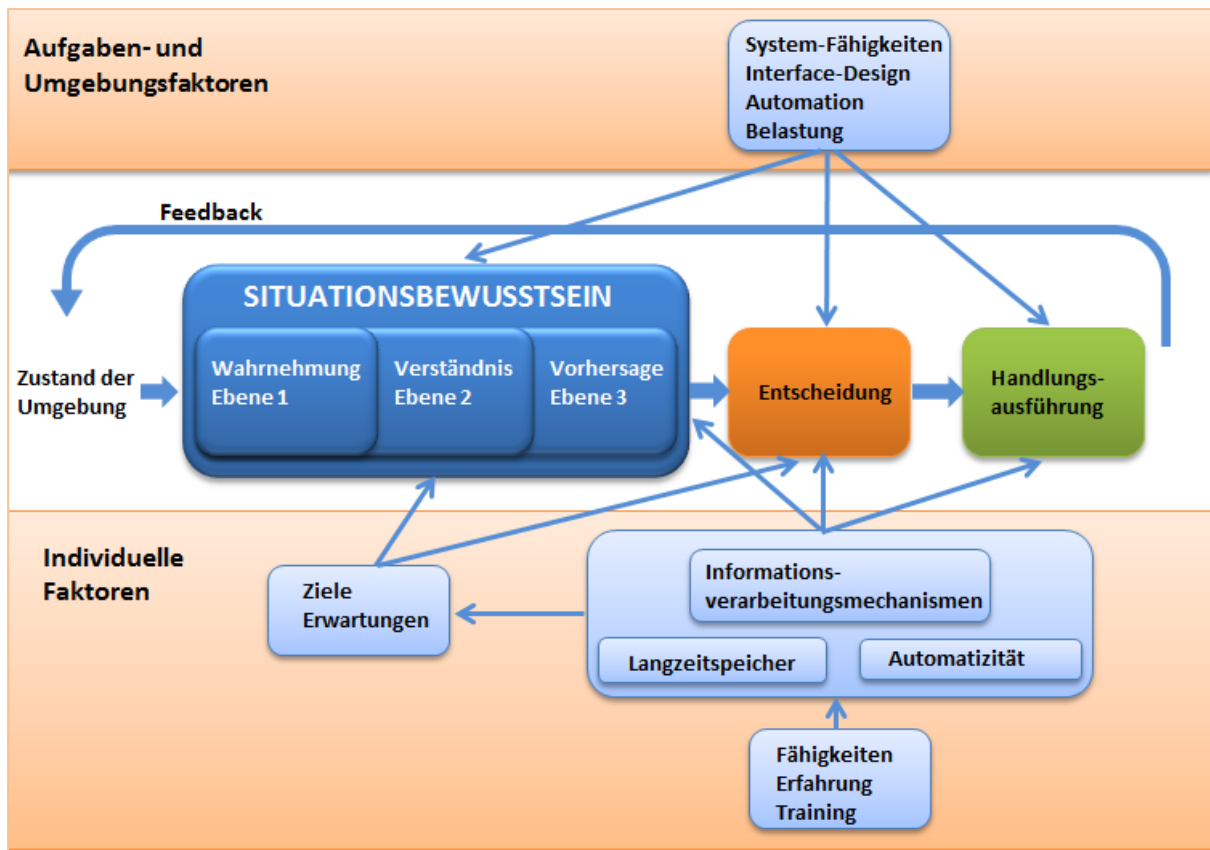 Aufgaben- und
Umgebungsfaktoren
System-Fähigkeiten
Interface-Design
Automation
Belastung
Feedback
SITUATIONSBEWUSSTSEIN
Wahrnehmung
Ebene 1
Verständnis
Ebene 2
Vorhersage
Ebene 3
Zustand der
Umgebung
Entscheidung
Handlungs-
ausführung
Individuelle
Faktoren
Ziele
Erwartungen
Informations-
verarbeitungsmechanismen
Langzeitspeicher
Automatizität
Fähigkeiten
Erfahrung
Training